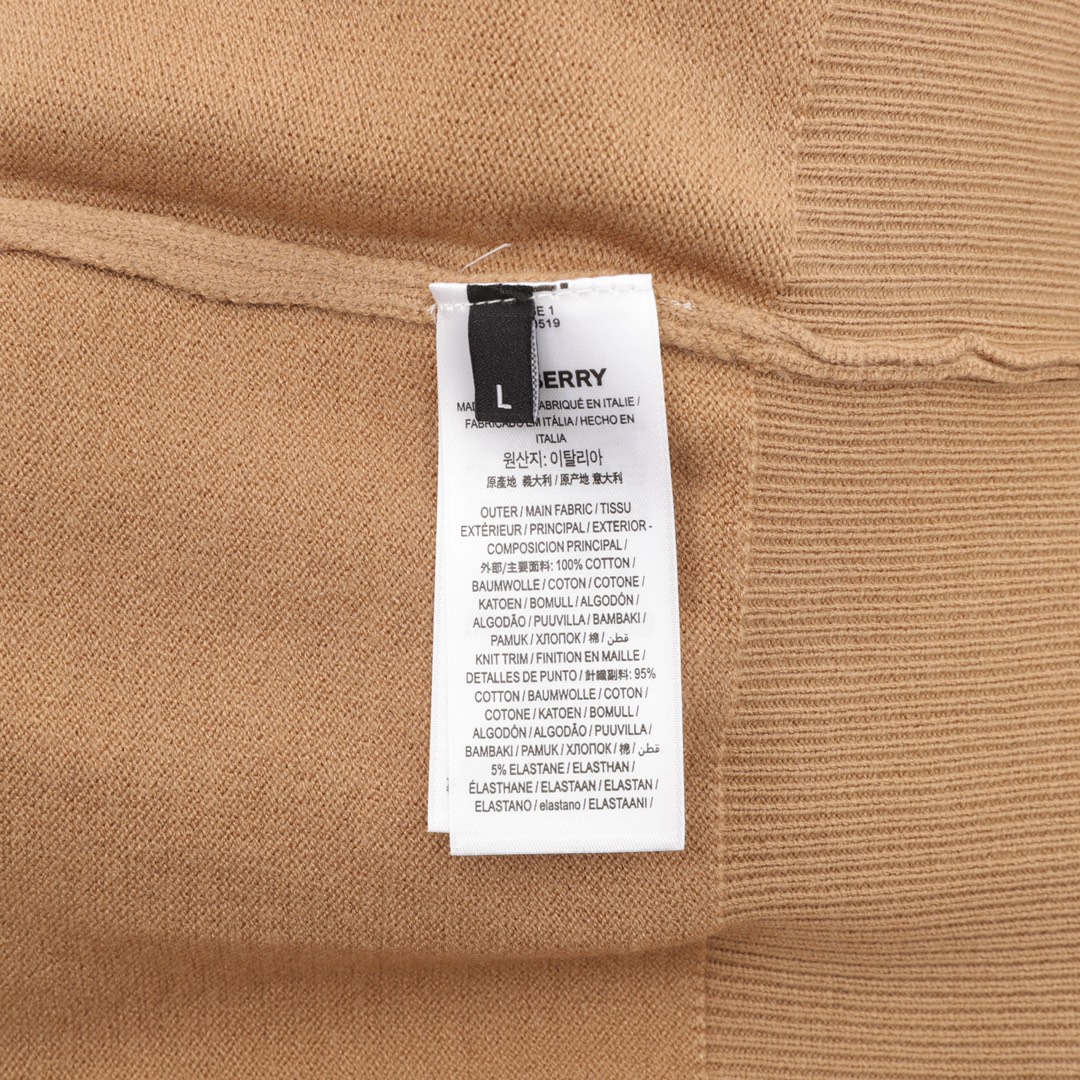 E 1
0519
L
BERRY
ABRIQUÉ EN ITALIE /
FABRICADO EM ITÁLIA / HECHO EN
ITALIA
원산지: 이탈리아
原產地 義大利 / 原产地 意大利
OUTER / MAIN FABRIC / TISSU
EXTÉRIEUR / PRINCIPAL / EXTERIOR -
COMPOSICION PRINCIPAL /
外部/主要面料: 100% COTTON /
BAUMWOLLE / COTON / COTONE /
KATOEN / BOMULL / ALGODÓN /
ALGODÃO / PUUVILLA / BAMBAKI /
PAMUK / ХЛОПОК / 棉 / قطن /
KNIT TRIM / FINITION EN MAILLE /
DETALLES DE PUNTO / 針織副料: 95%
COTTON / BAUMWOLLE / COTON /
COTONE / KATOEN / BOMULL /
ALGODÓN / ALGODÃO / PUUVILLA /
BAMBAKI / PAMUK / ХЛОПОК / 棉 / قطن /
5% ELASTANE / ELASTHAN /
ÉLASTHANE / ELASTAAN / ELASTAN /
ELASTANO / elastano / ELASTAANI /